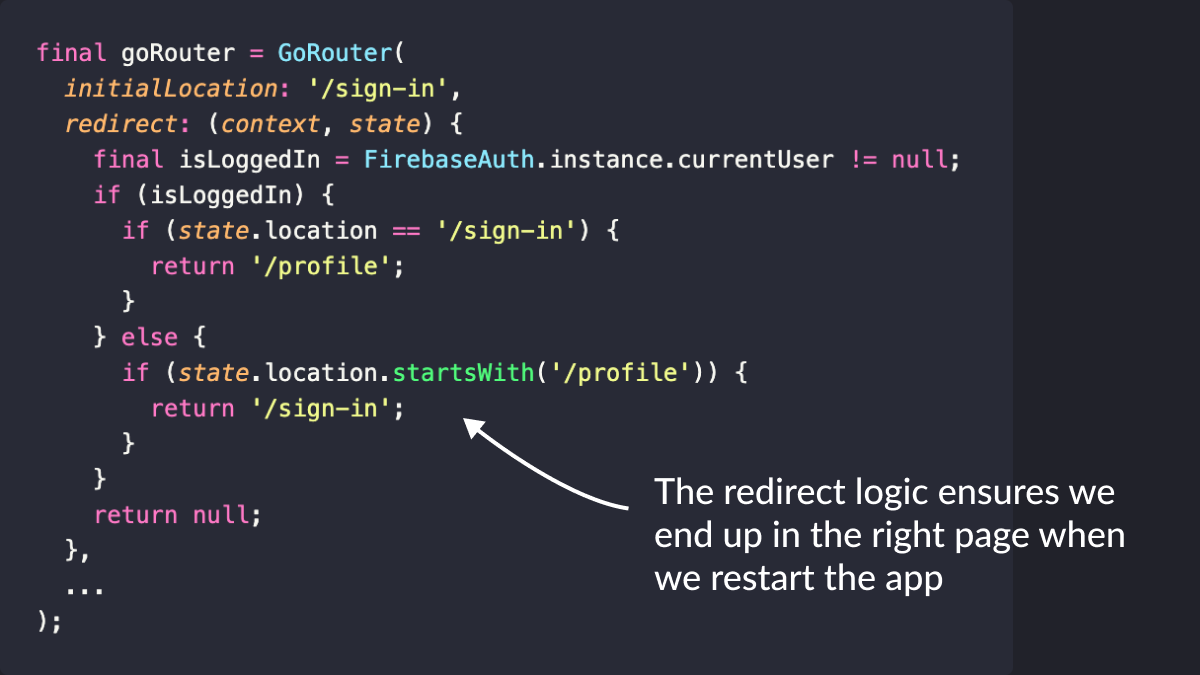 final goRouter = GoRouter(
  initialLocation: '/sign-in',
  redirect: (context, state) {
    final isLoggedIn = FirebaseAuth.instance.currentUser != null;
    if (isLoggedIn) {
      if (state.location == '/sign-in') {
        return '/profile';
      }
    } else {
      if (state.location.startsWith('/profile')) {
        return '/sign-in';
      }
    }
    return null;
  },
  ...
);
The redirect logic ensures we
end up in the right page when
we restart the app